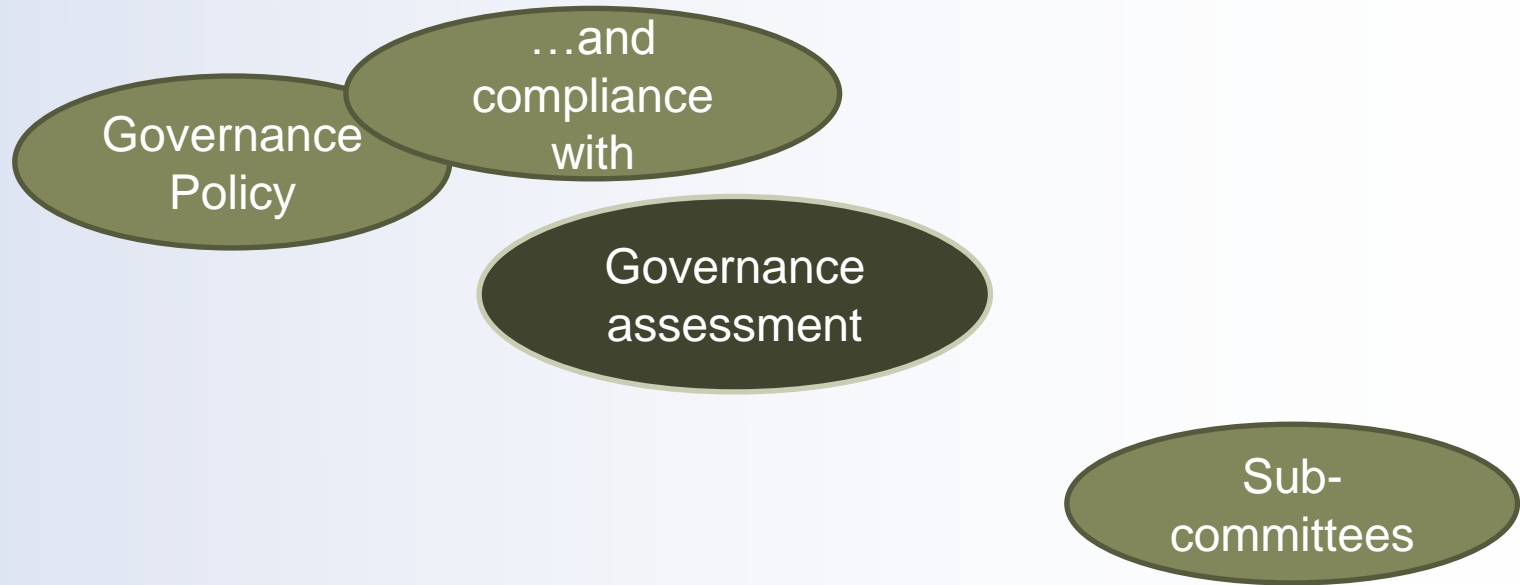 Governance
Policy
…and
compliance
with
Governance
assessment
Sub-
committees